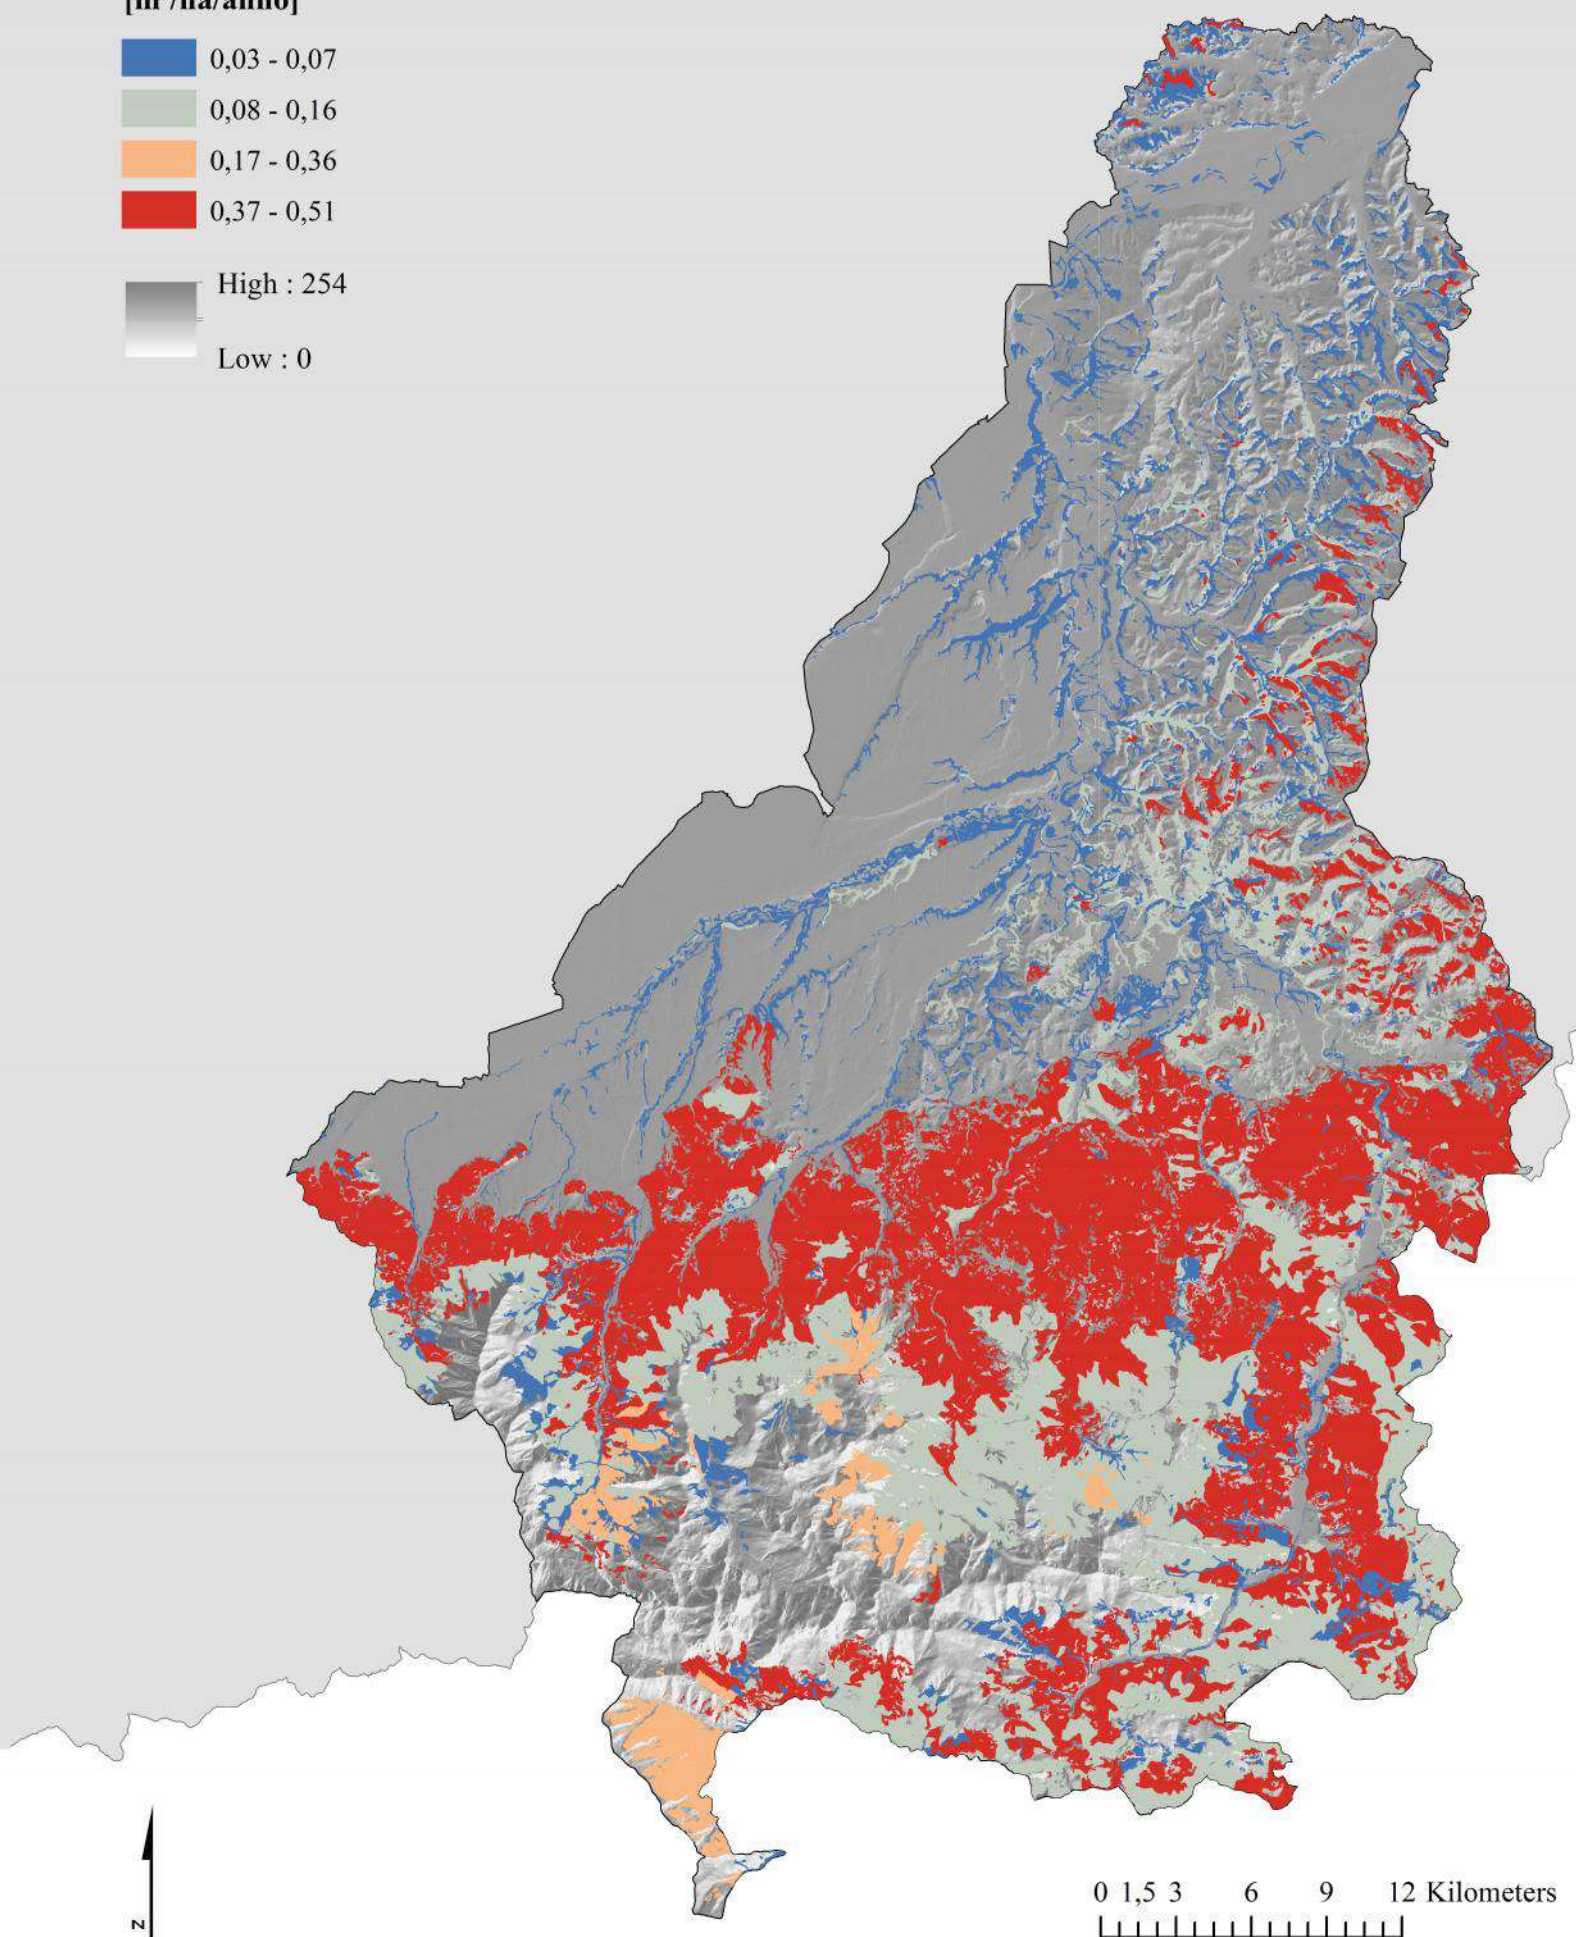 0,03 - 0,07
0,08 - 0,16
0,17 - 0,36
0,37 - 0,51
High : 254
Low : 0
N
0 1,5 3 6 9 12 Kilometers